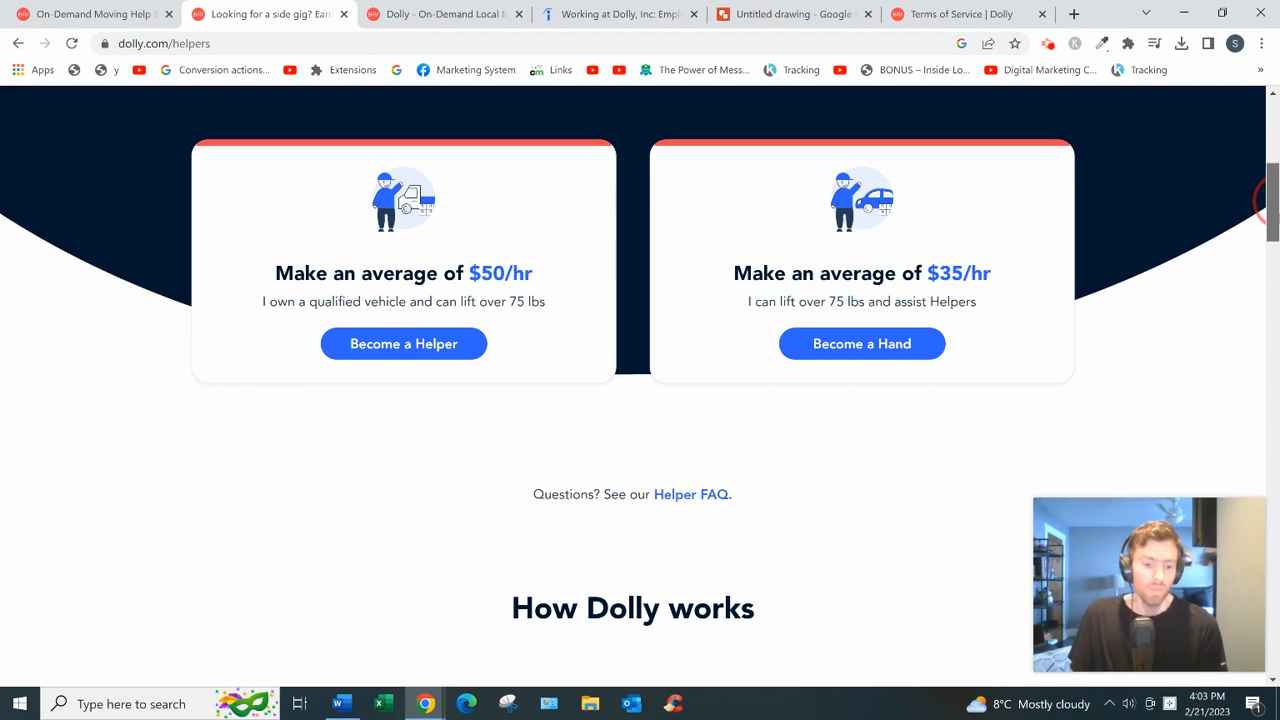 On-Demand Moving Help &
Looking for a side gig? Earn
Dolly - On-Demand Local M
Working at Dolly, Inc: Empl
Untitled drawing - Google
Terms of Service | Dolly
dolly.com/helpers
S
Apps
y
Conversion actions...
Extensions
Marketing System
Links
The Power of Mess...
Tracking
BONUS – Inside Lo...
Digital Marketing C...
Tracking
»
Make an average of $50/hr
I own a qualified vehicle and can lift over 75 lbs
Become a Helper
Make an average of $35/hr
I can lift over 75 lbs and assist Helpers
Become a Hand
Questions? See our Helper FAQ.
How Dolly works
Type here to search
8°C Mostly cloudy
4:03 PM
2/21/2023